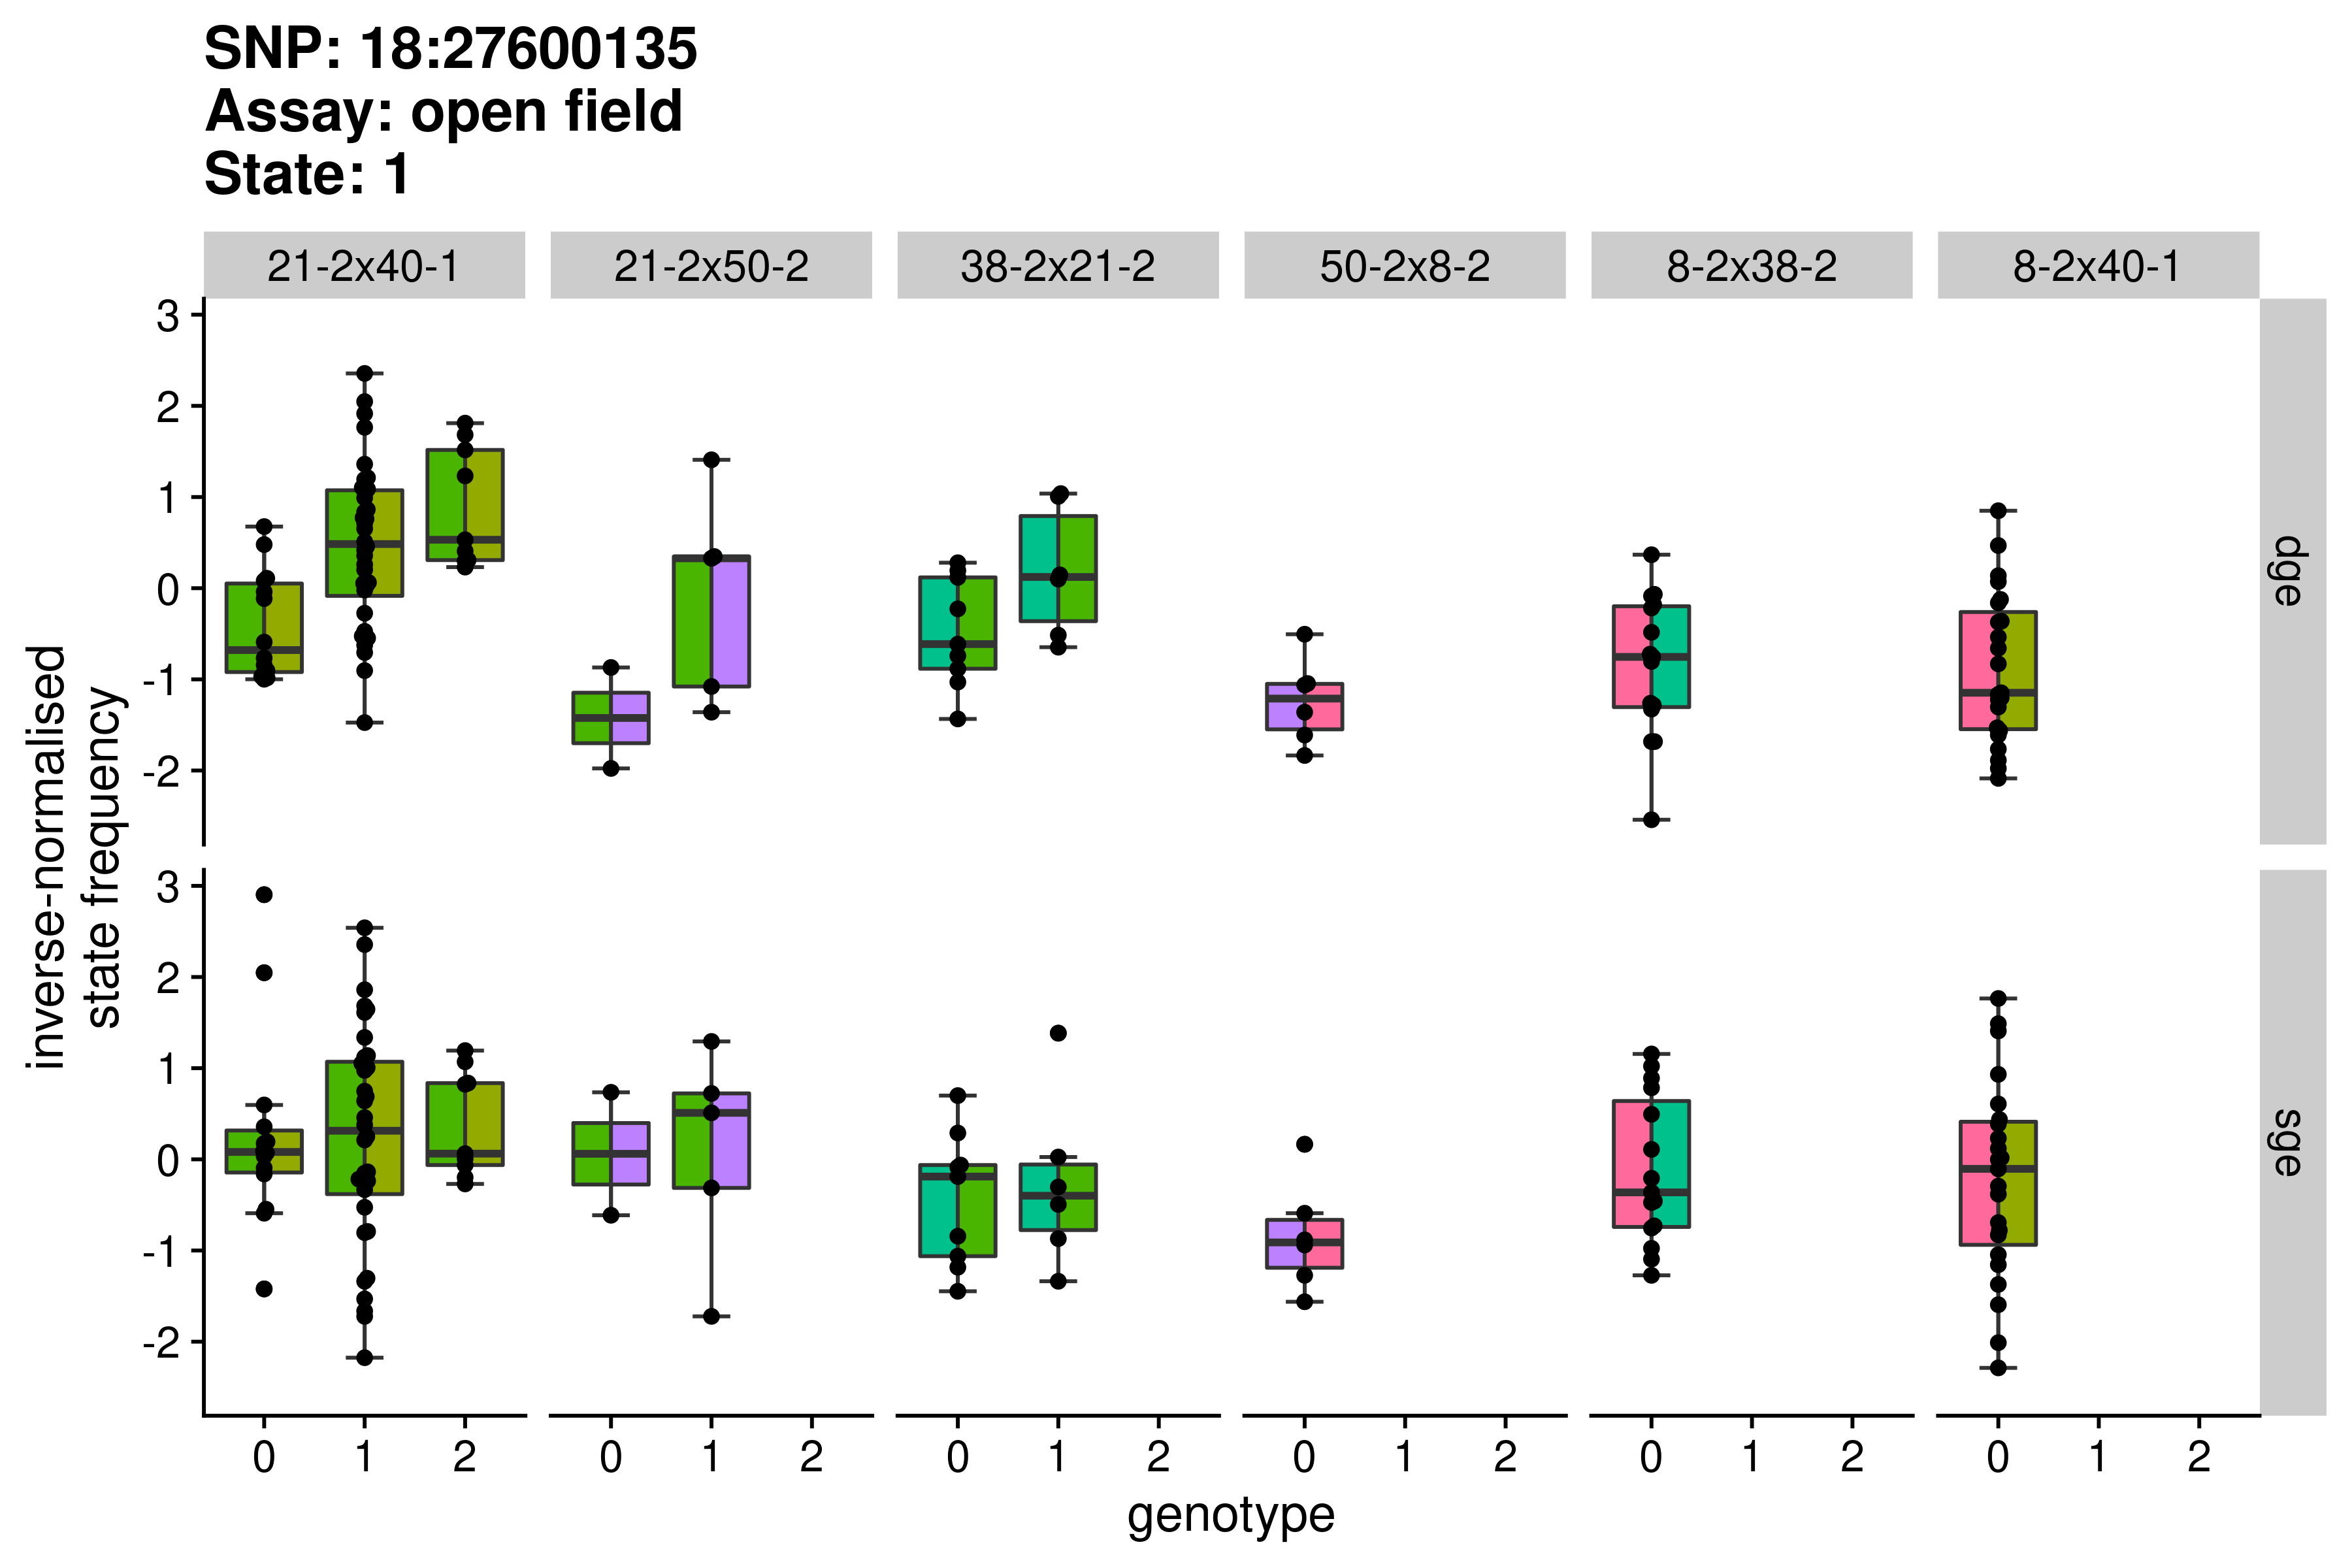 SNP: 18:27600135
Assay: open field
State: 1
21-2x40-1 21-2x50-2 38-2x21-2 50-2x8-2 8-2x38-2 8-2x40-1
3
2
1
0
-1
-2
dge
inverse-normalised
state frequency
3
2
1
0
-1
-2
sge
0 1 2 0 1 2 0 1 2 0 1 2 0 1 2 0 1 2
genotype